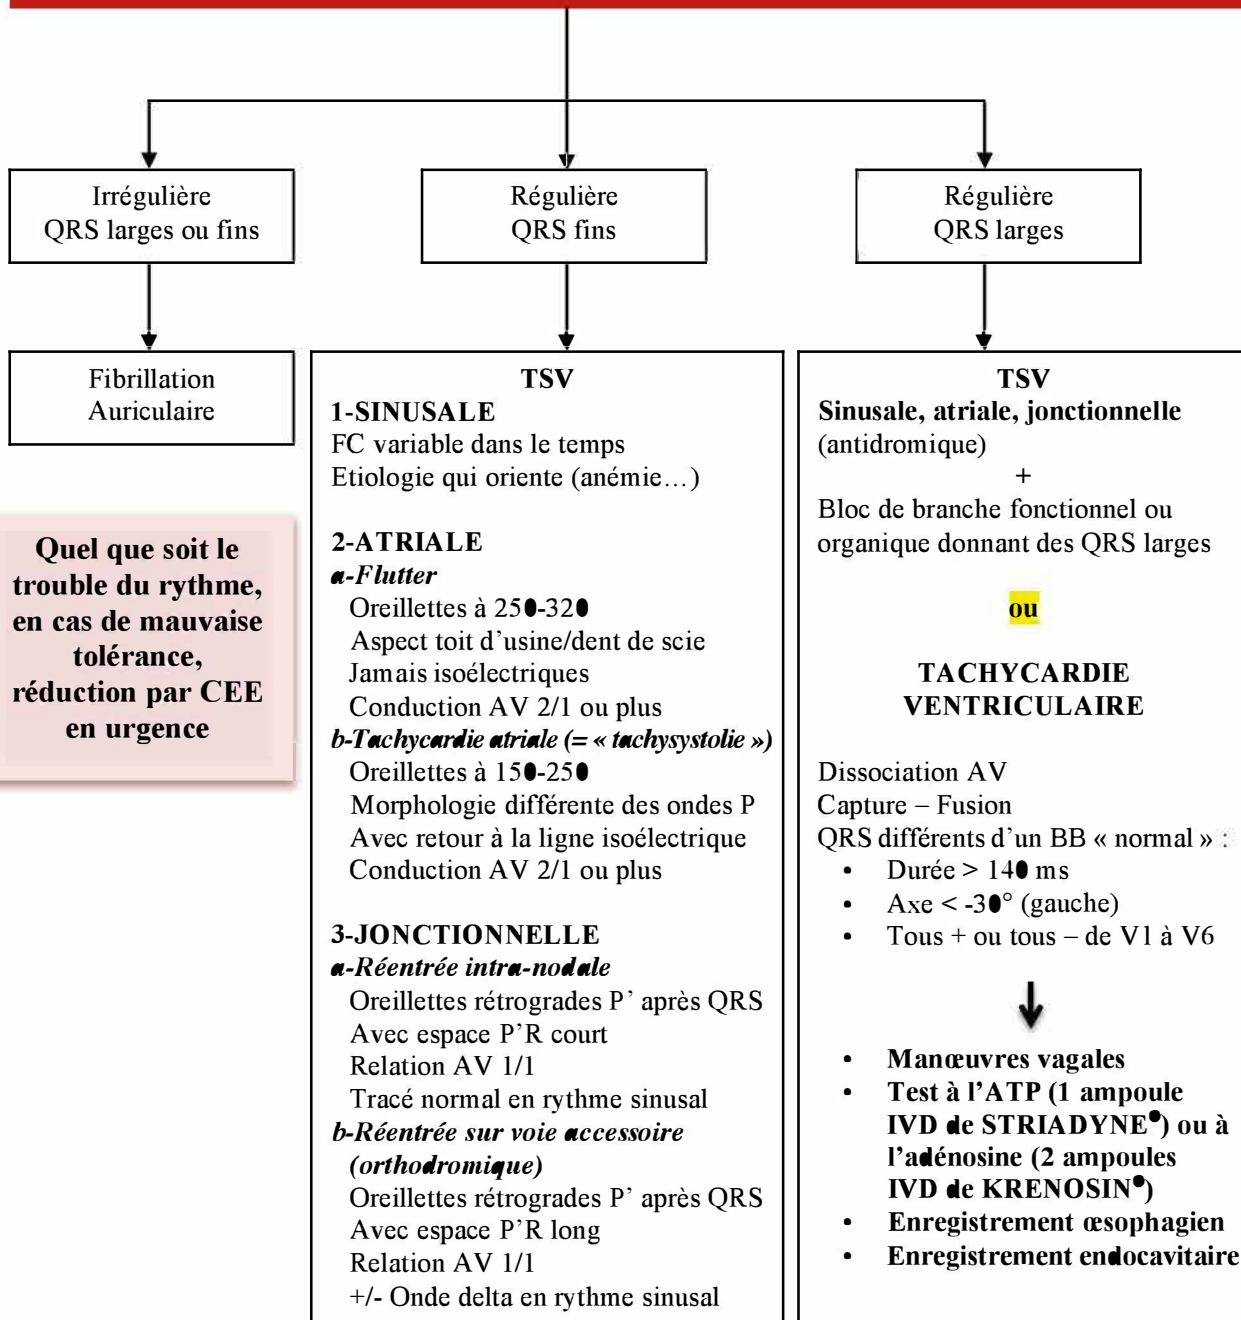 Irrégulière
QRS larges ou fins
Régulière
QRS fins
Régulière
QRS larges
Fibrillation
Auriculaire
Quel que soit le
trouble du rythme,
en cas de mauvaise
tolérance,
réduction par CEE
en urgence
TSV
1-SINUSALE
FC variable dans le temps
Etiologie qui oriente (anémie…)
2-ATRIALE
a-Flutter
Oreillettes à 250-320
Aspect toit d'usine/dent de scie
Jamais isoélectriques
Conduction AV 2/1 ou plus
b-Tachycardie atriale (= « tachysystolie »)
Oreillettes à 150-250
Morphologie différente des ondes P
Avec retour à la ligne isoélectrique
Conduction AV 2/1 ou plus
3-JONCTIONNELLE
a-Réentrée intra-nodale
Oreillettes rétrogrades P' après QRS
Avec espace P'R court
Relation AV 1/1
Tracé normal en rythme sinusal
b-Réentrée sur voie accessoire
(orthodromique)
Oreillettes rétrogrades P' après QRS
Avec espace P'R long
Relation AV 1/1
+/- Onde delta en rythme sinusal
TSV
Sinusale, atriale, jonctionnelle
(antidromique)
+
Bloc de branche fonctionnel ou
organique donnant des QRS larges
ou
TACHYCARDIE
VENTRICULAIRE
Dissociation AV
Capture – Fusion
QRS différents d'un BB « normal » :
• Durée > 140 ms
• Axe < -30° (gauche)
• Tous + ou tous – de V1 à V6
• Manœuvres vagales
• Test à l'ATP (1 ampoule
IVD de STRIADYNE®) ou à
l'adénosine (2 ampoules
IVD de KRENOSIN®)
• Enregistrement œsophagien
• Enregistrement endocavitaire